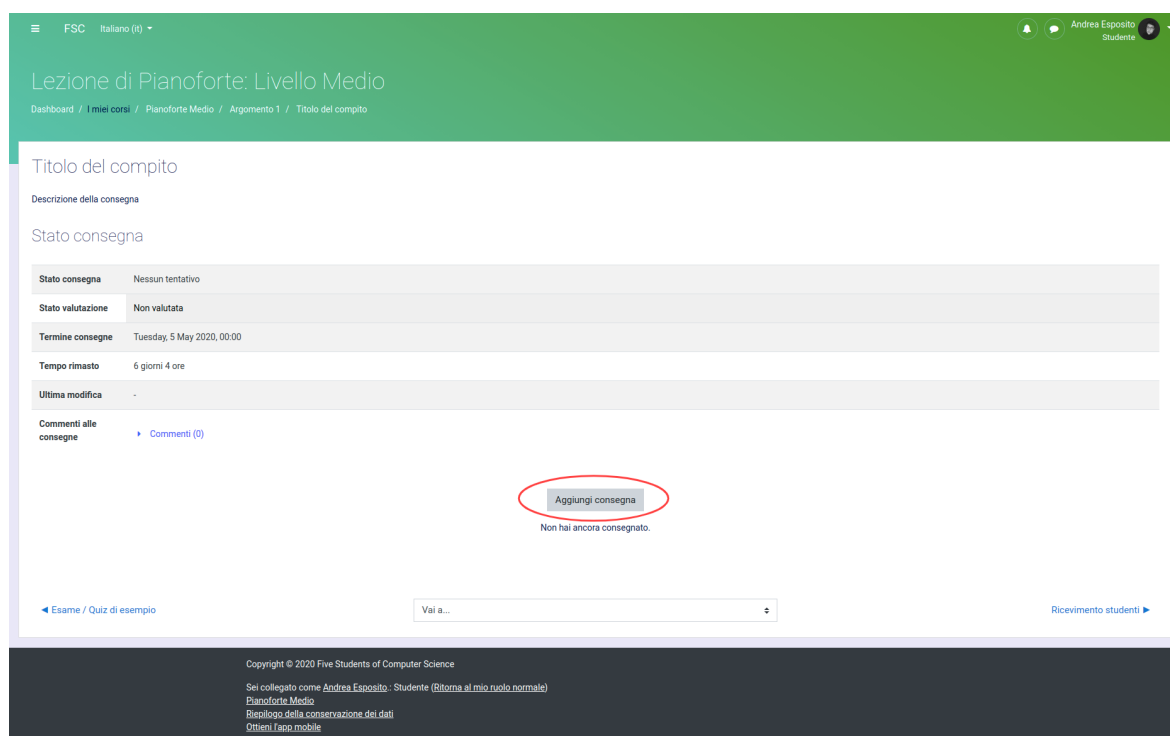 FSC Italiano (it)
Andrea Esposito
Studente
Lezione di Pianoforte: Livello Medio
Dashboard / I miei corsi / Pianoforte Medio / Argomento 1 / Titolo del compito
Titolo del compito
Descrizione della consegna
Stato consegna
Stato consegna Nessun tentativo
Stato valutazione Non valutata
Termine consegne Tuesday, 5 May 2020, 00:00
Tempo rimasto 6 giorni 4 ore
Ultima modifica -
Commenti alle
consegne
Commenti (0)
Aggiungi consegna
Non hai ancora consegnato.
◄ Esame / Quiz di esempio
Vai a...
Ricevimento studenti ►
Copyright © 2020 Five Students of Computer Science
Sei collegato come Andrea Esposito.: Studente (Ritorna al mio ruolo normale)
Pianoforte Medio
Riepilogo della conservazione dei dati
Ottieni l'app mobile